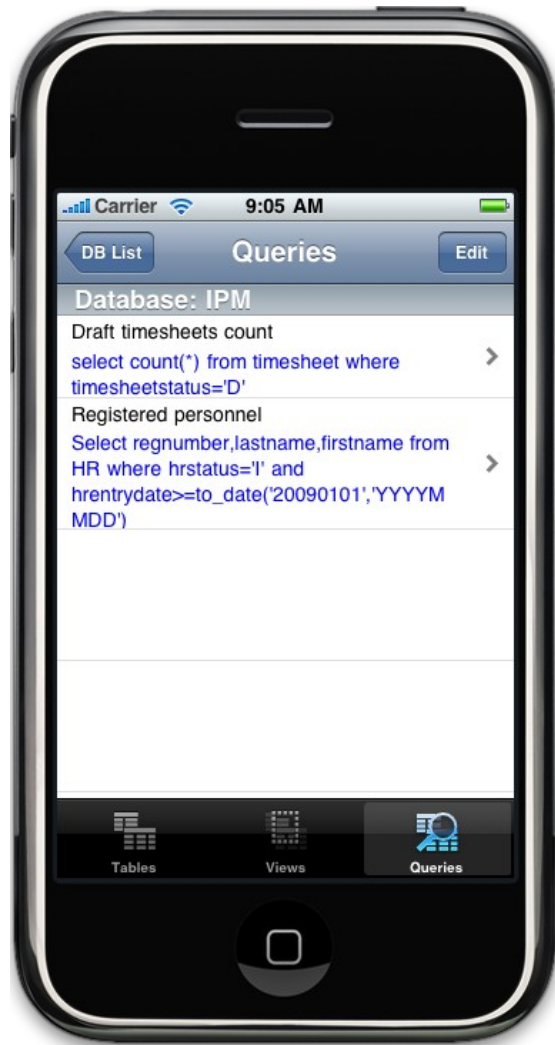 Carrier 9:05 AM
DB List Queries Edit
Database: IPM
Draft timesheets count
select count(*) from timesheet where
timesheetstatus='D'
Registered personnel
Select regnumber,lastname,firstname from
HR where hrstatus='I' and
hrentrydate>=to_date('20090101','YYYYM
MDD')
Tables Views Queries